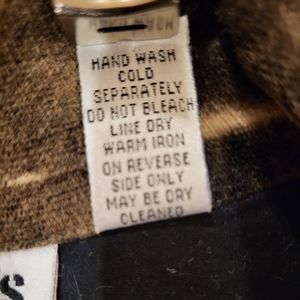 HAND WASH
COLD
SEPARATELY
DO NOT BLEACH
LINE DRY
WARM IRON
ON REVERSE
SIDE ONLY
MAY BE DRY
CLEANED
S